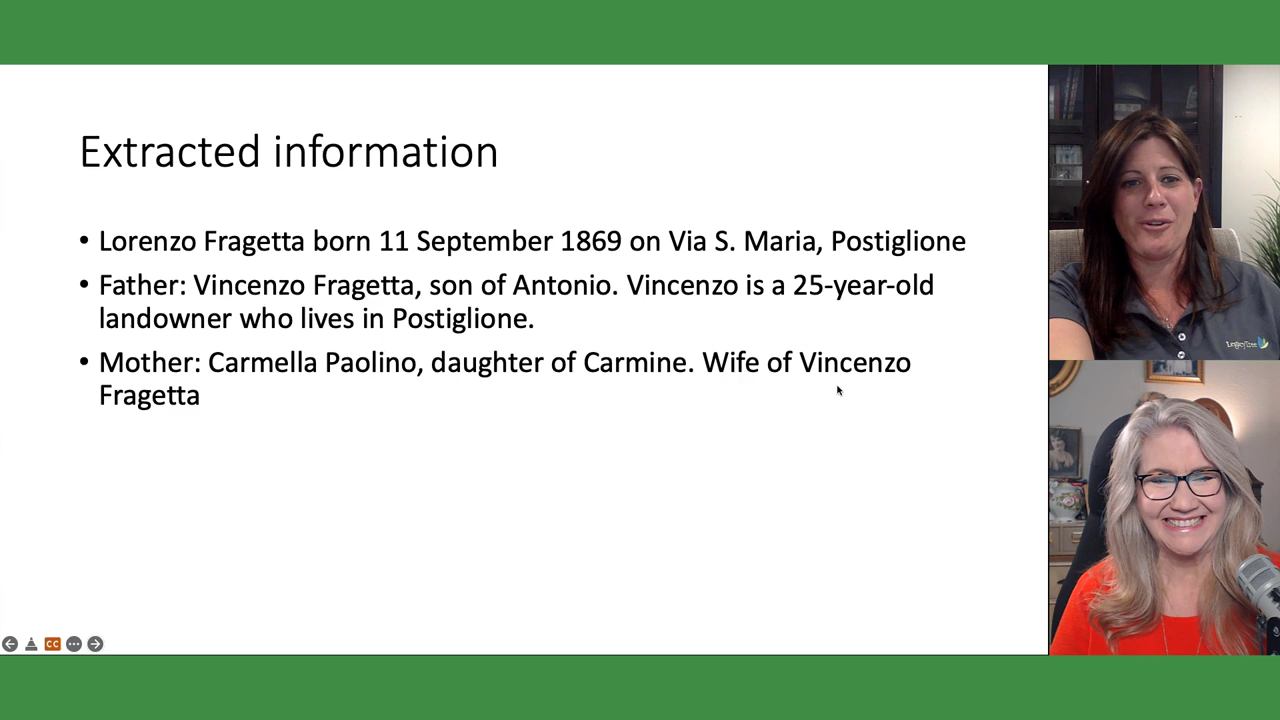 Extracted information
• Lorenzo Fragetta born 11 September 1869 on Via S. Maria, Postiglione
• Father: Vincenzo Fragetta, son of Antonio. Vincenzo is a 25-year-old
landowner who lives in Postiglione.
• Mother: Carmella Paolino, daughter of Carmine. Wife of Vincenzo
Fragetta
CC